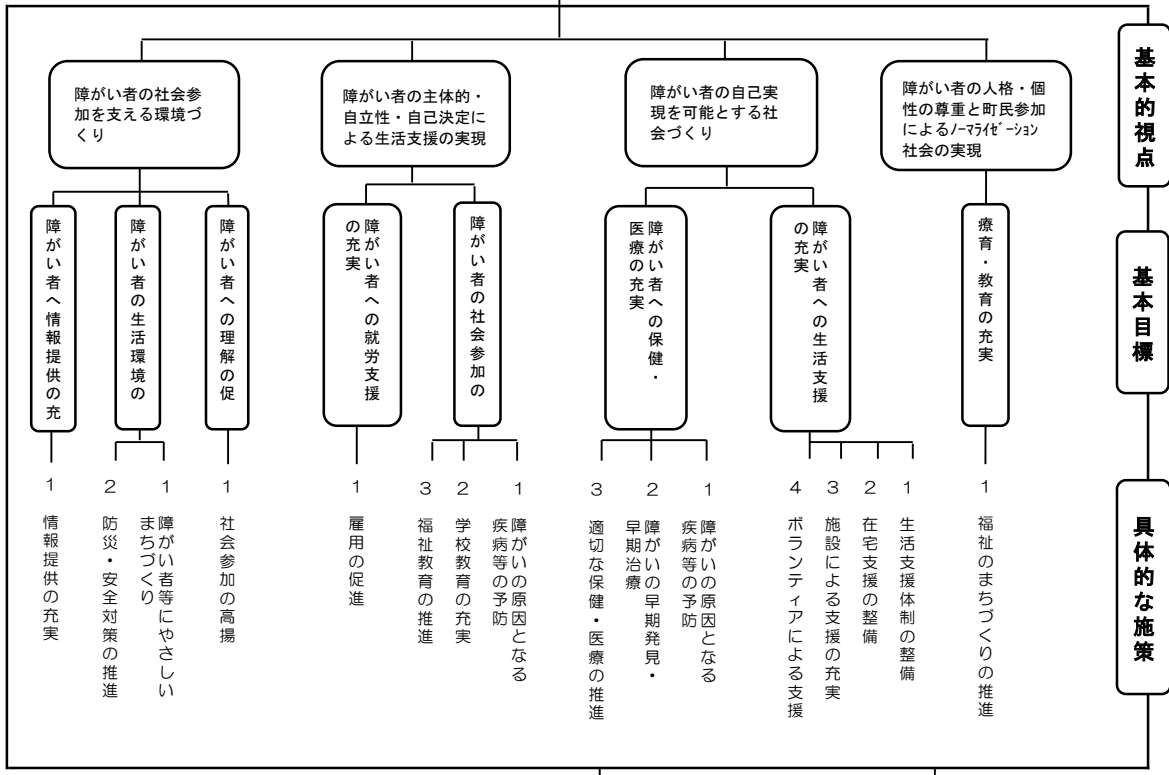 基本的視点
障がい者の人格・個
性の尊重と町民参加
によるﾉｰﾏﾗｲｾﾞｰｼｮﾝ
社会の実現
障がい者の自己実
現を可能とする社
会づくり
障がい者の主体的・
自立性・自己決定に
よる生活支援の実現
障がい者の社会参
加を支える環境づ
くり
基本目標
療育・教育の充実
障がい者への生活支援
の充実
障がい者への保健・
医療の充実
障がい者の社会参加の
障がい者への就労支援
の充実
障がい者への理解の促
障がい者の生活環境の
障がい者へ情報提供の充
具体的な施策
1 福祉のまちづくりの推進
1 生活支援体制の整備
2 在宅支援の整備
3 施設による支援の充実
4 ボランティアによる支援
1 障がいの原因となる
疾病等の予防
2 障がいの早期発見・
早期治療
3 適切な保健・医療の推進
1 障がいの原因となる
疾病等の予防
2 学校教育の充実
3 福祉教育の推進
1 雇用の促進
1 社会参加の高揚
1 障がい者等にやさしい
まちづくり
2 防災・安全対策の推進
1 情報提供の充実